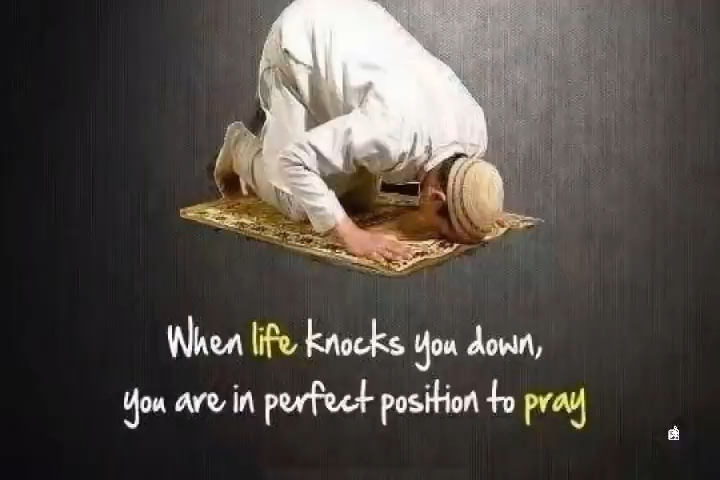 When life knocks you down,
you are in perfect position to pray